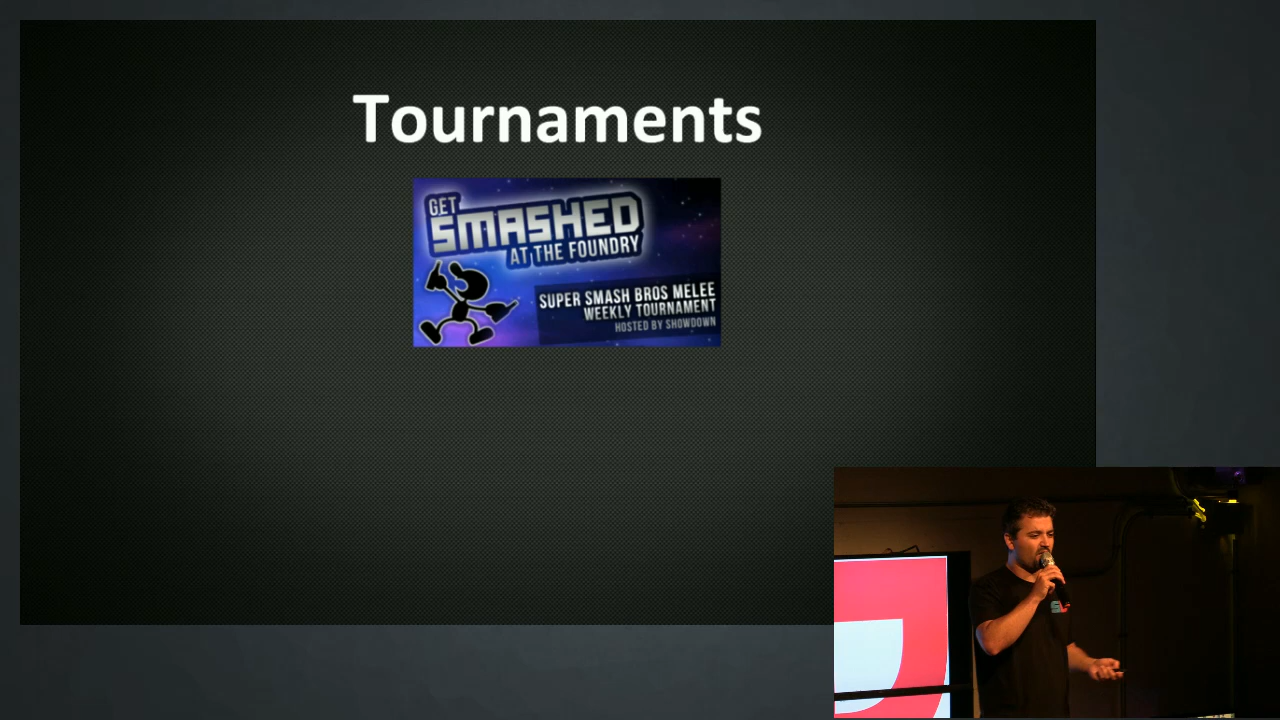 Tournaments
GET
SMASHED
AT THE FOUNDRY
SUPER SMASH BROS MELEE
WEEKLY TOURNAMENT
HOSTED BY SHOWDOWN